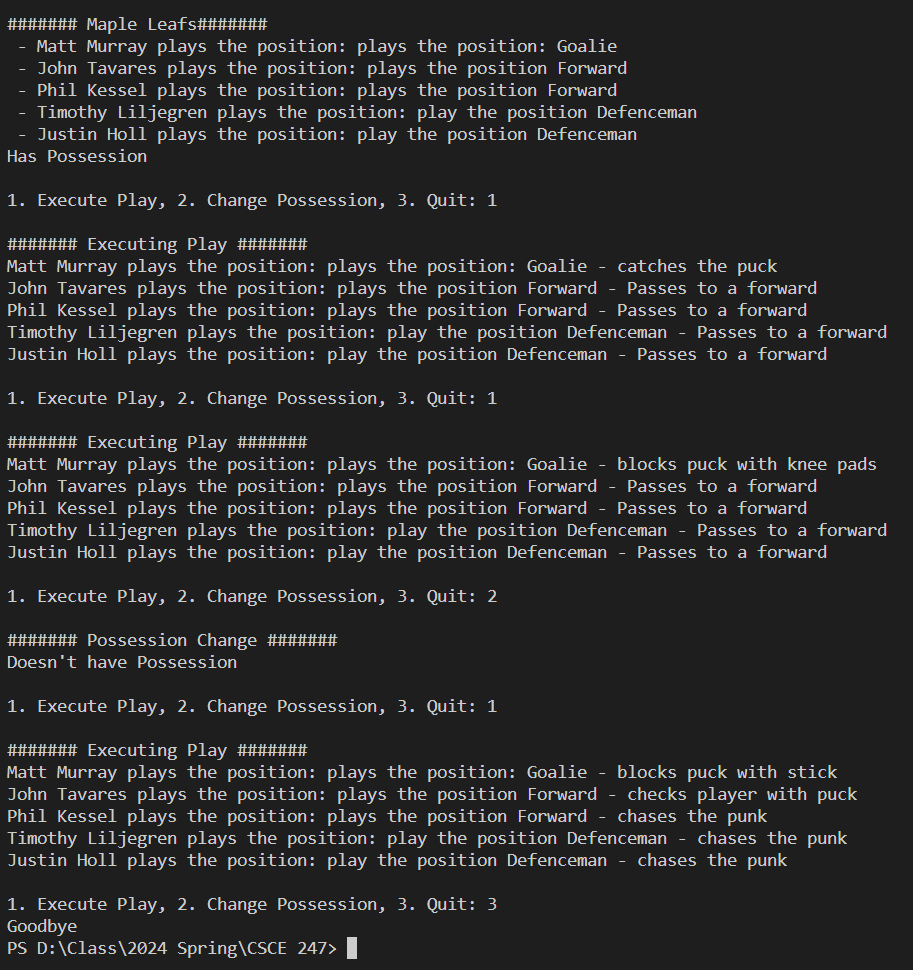 ####### Maple Leafs#######
- Matt Murray plays the position: plays the position: Goalie
- John Tavares plays the position: plays the position Forward
- Phil Kessel plays the position: plays the position Forward
- Timothy Liljegren plays the position: play the position Defenceman
- Justin Holl plays the position: play the position Defenceman
Has Possession
1. Execute Play, 2. Change Possession, 3. Quit: 1
####### Executing Play #######
Matt Murray plays the position: plays the position: Goalie - catches the puck
John Tavares plays the position: plays the position Forward - Passes to a forward
Phil Kessel plays the position: plays the position Forward - Passes to a forward
Timothy Liljegren plays the position: play the position Defenceman - Passes to a forward
Justin Holl plays the position: play the position Defenceman - Passes to a forward
1. Execute Play, 2. Change Possession, 3. Quit: 1
####### Executing Play #######
Matt Murray plays the position: plays the position: Goalie - blocks puck with knee pads
John Tavares plays the position: plays the position Forward - Passes to a forward
Phil Kessel plays the position: plays the position Forward - Passes to a forward
Timothy Liljegren plays the position: play the position Defenceman - Passes to a forward
Justin Holl plays the position: play the position Defenceman - Passes to a forward
1. Execute Play, 2. Change Possession, 3. Quit: 2
####### Possession Change #######
Doesn't have Possession
1. Execute Play, 2. Change Possession, 3. Quit: 1
####### Executing Play #######
Matt Murray plays the position: plays the position: Goalie - blocks puck with stick
John Tavares plays the position: plays the position Forward - checks player with puck
Phil Kessel plays the position: plays the position Forward - chases the punk
Timothy Liljegren plays the position: play the position Defenceman - chases the punk
Justin Holl plays the position: play the position Defenceman - chases the punk
1. Execute Play, 2. Change Possession, 3. Quit: 3
Goodbye
PS D:\Class\2024 Spring\CSCE 247>